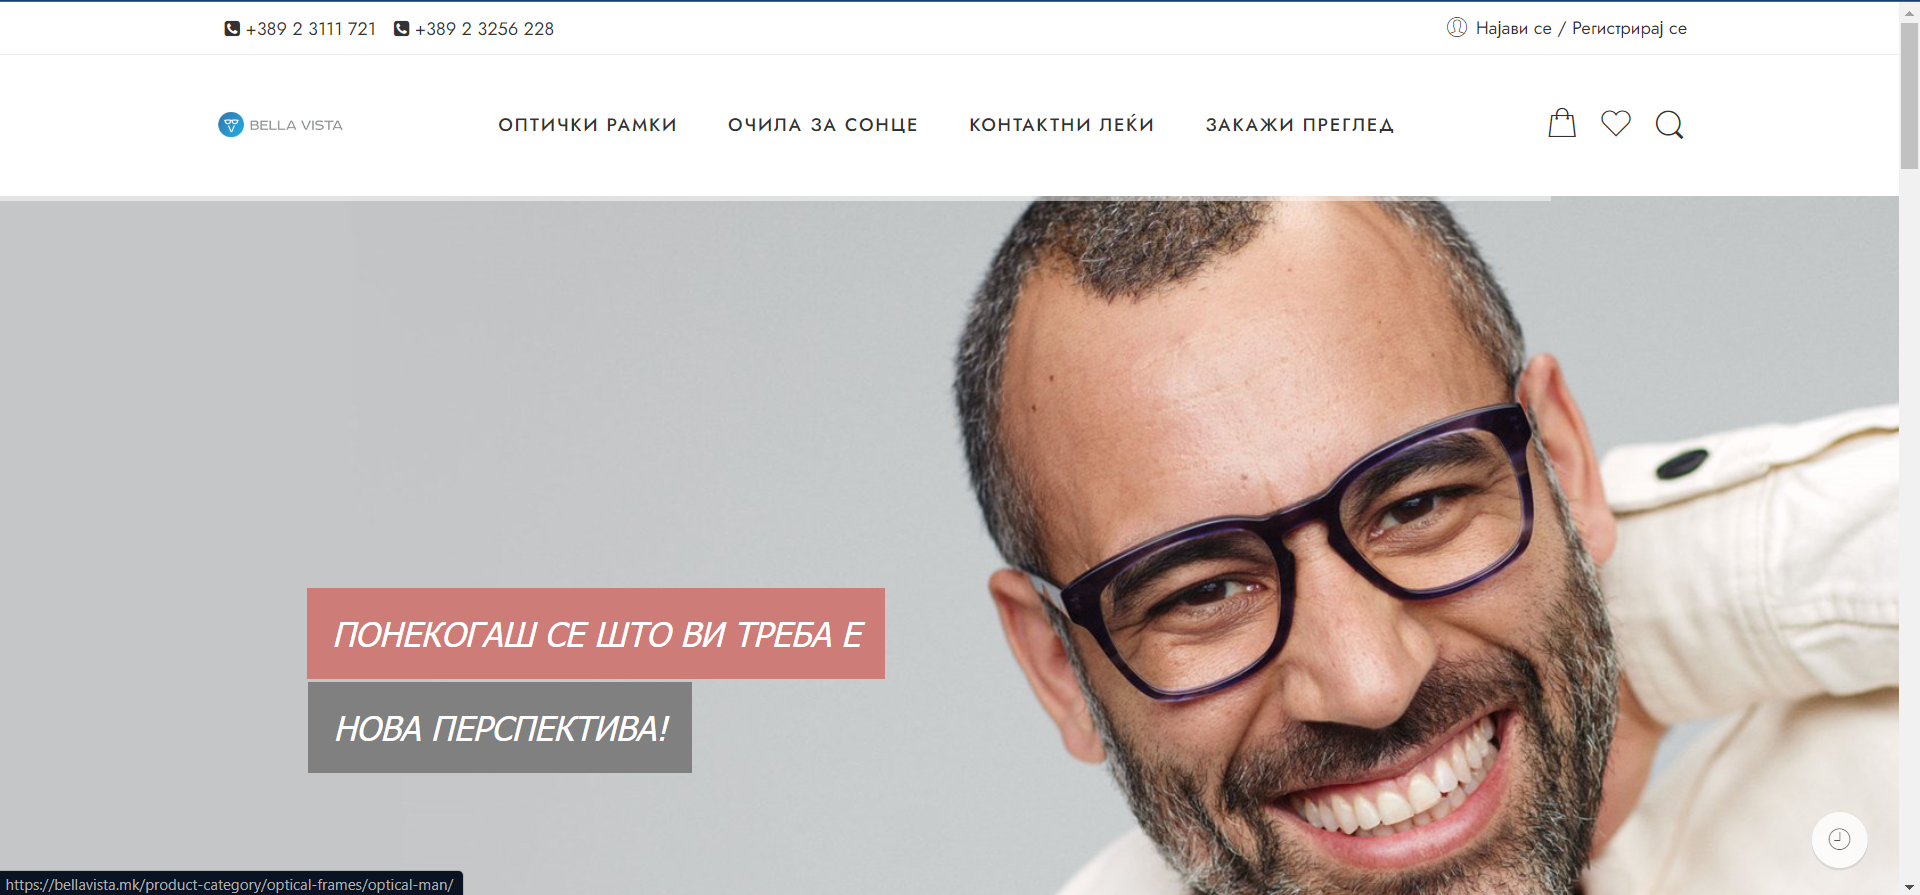 +389 2 3111 721 +389 2 3256 228
Најави се / Регистрирај се
BELLA VISTA
ОПТИЧКИ РАМКИ ОЧИЛА ЗА СОНЦЕ КОНТАКТНИ ЛЕЌИ ЗАКАЖИ ПРЕГЛЕД
ПОНЕКОГАШ СЕ ШТО ВИ ТРЕБА Е
НОВА ПЕРСПЕКТИВА!
https://bellavista.mk/product-category/optical-frames/optical-man/